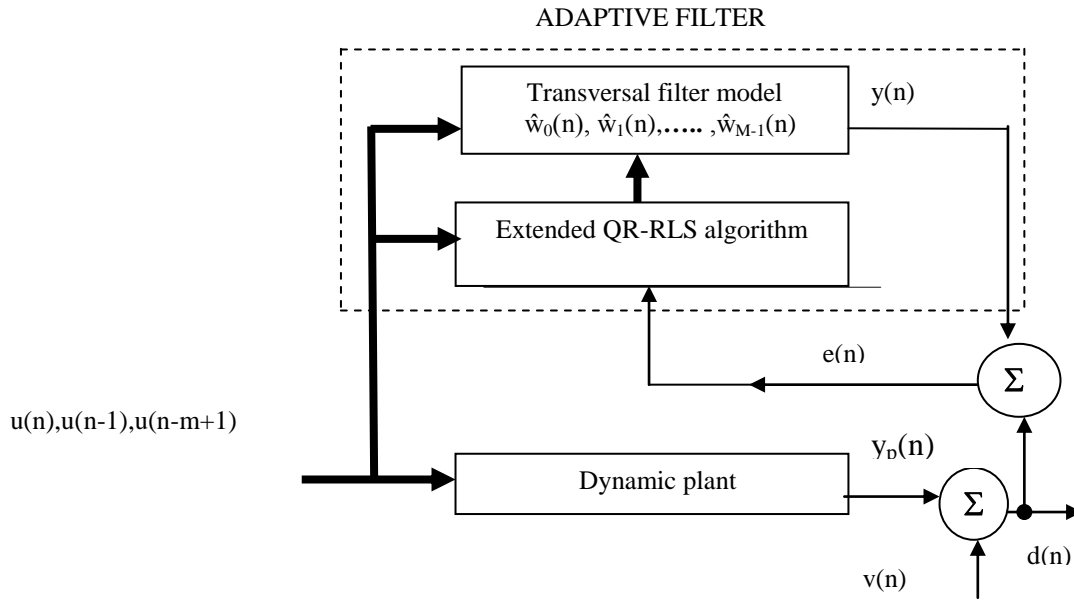 ADAPTIVE FILTER
Transversal filter model
ŵ0(n), ŵ1(n),….. ,ŵM-1(n)
y(n)
Extended QR-RLS algorithm
e(n)
Σ
u(n),u(n-1),u(n-m+1)
yp(n)
Dynamic plant
Σ
d(n)
v(n)